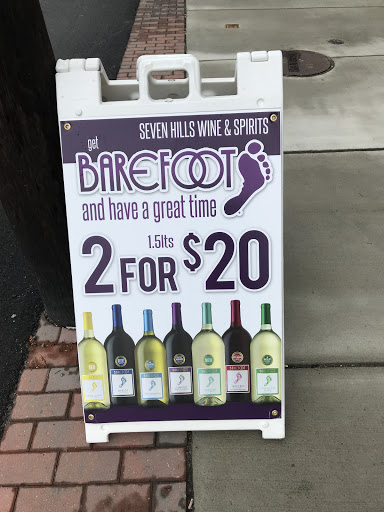 SEVEN HILLS WINE & SPIRITS
get
BAREFOOT
and have a great time
1.5lts
2 FOR $20